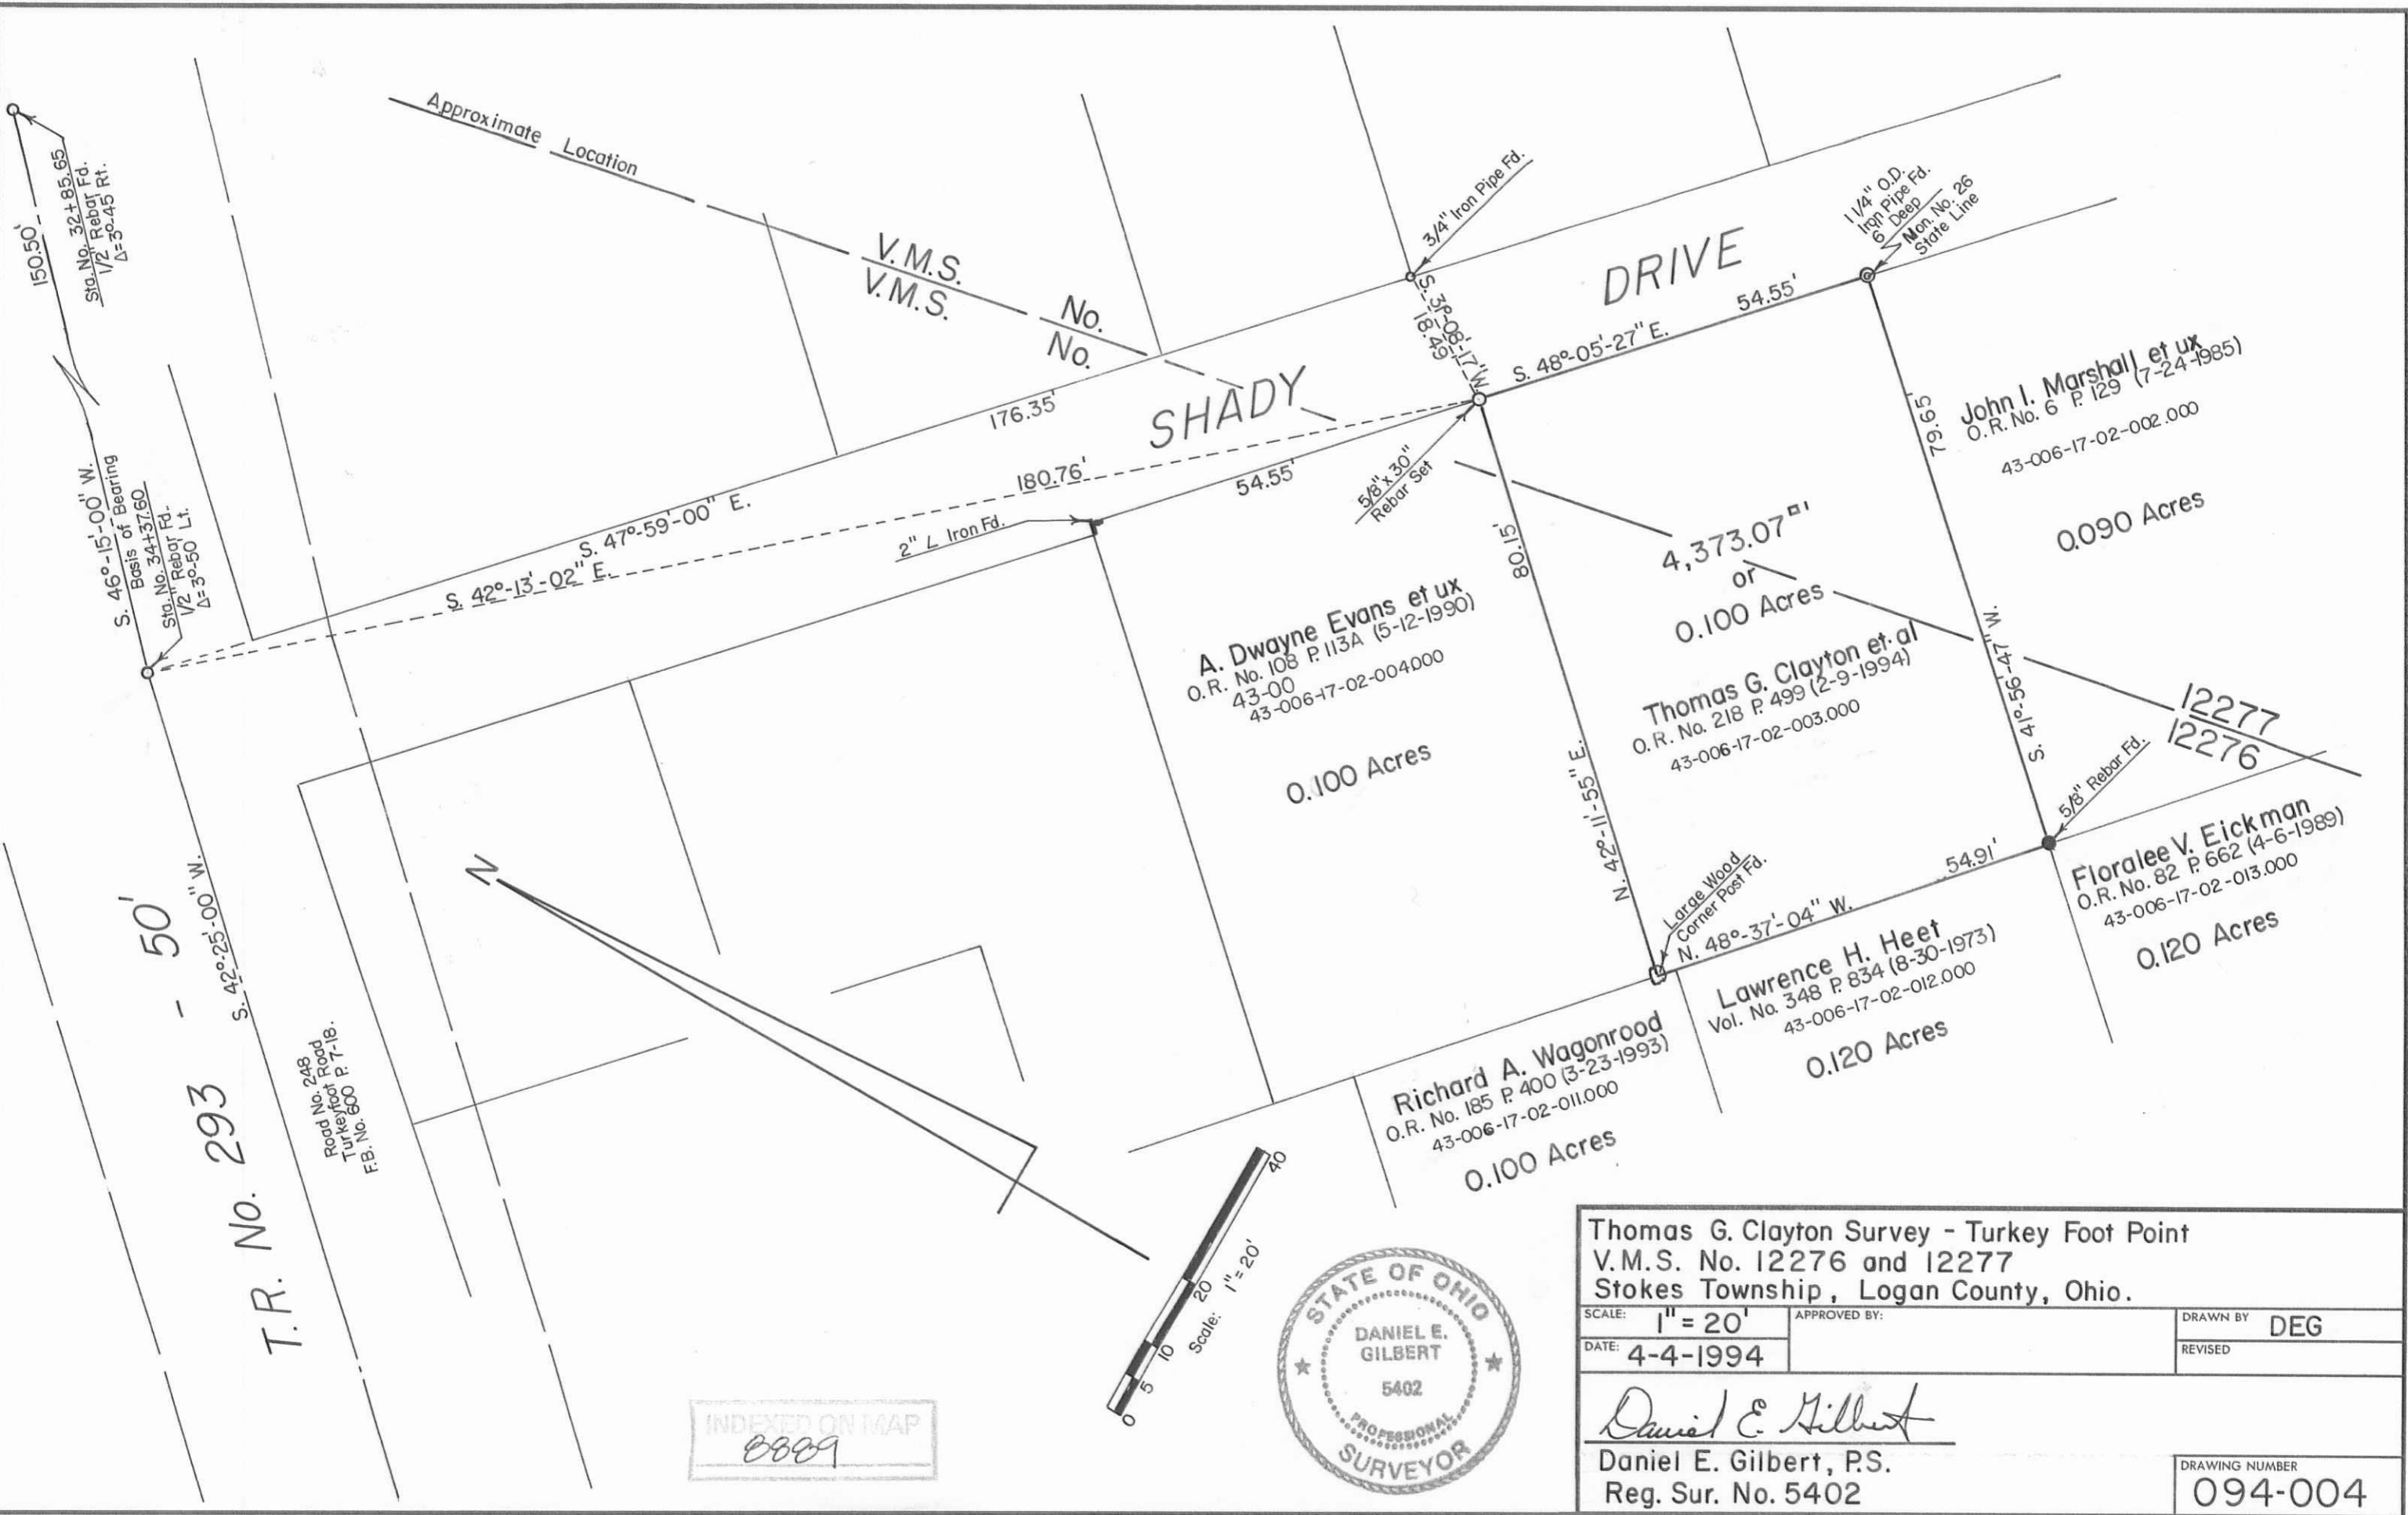 150.50'
Sta. No. 32+85.65
1/2" Rebar Fd.
Δ=3°-45' Rt.
S. 46°-15'-00" W.
Basis of Bearing
Sta. No. 34+37.60
1/2" Rebar Fd.
Δ=3°-50' Lt.
Approximate Location
V.M.S. No.
V.M.S. No.
3/4" Iron Pipe Fd.
S. 31°-08'-17" W.
18.49'
SHADY DRIVE
1 1/4" O.D.
Iron Pipe Fd.
6" Deep
Mon. No. 26
State Line
S. 48°-05'-27" E.
54.55'
S. 47°-59'-00" E.
176.35'
S. 42°-13'-02" E.
180.76'
2" L Iron Fd.
54.55'
5/8" x 30"
Rebar Set
79.65'
S. 41°-56'-47" W.
80.15'
N. 42°-11'-55" E.
John I. Marshall et ux
O.R. No. 6 P. 129 (7-24-1985)
43-006-17-02-002.000
0.090 Acres
4,373.07 □'
or
0.100 Acres
Thomas G. Clayton et. al
O. R. No. 218 P. 499 (2-9-1994)
43-006-17-02-003.000
A. Dwayne Evans et ux
O.R. No. 108 P. 113A (5-12-1990)
43-00
43-006-17-02-004.000
0.100 Acres
12277
12276
5/8" Rebar Fd.
Large Wood
Corner Post Fd.
N. 48°-37'-04" W.
54.91'
Floralee V. Eickman
O.R. No. 82 P. 662 (4-6-1989)
43-006-17-02-013.000
0.120 Acres
Lawrence H. Heet
Vol. No. 348 P. 834 (8-30-1973)
43-006-17-02-012.000
0.120 Acres
Richard A. Wagonrood
O.R. No. 185 P. 400 (3-23-1993)
43-006-17-02-011.000
0.100 Acres
N
T.R. No. 293 - 50'
S. 42°-25'-00" W.
Road No. 248
Turkeyfoot Road
F.B. No. 600 P. 7-18.
0 5 10 20 40
Scale: 1" = 20'
INDEXED ON MAP
8889
STATE OF OHIO
DANIEL E.
GILBERT
5402
PROFESSIONAL
SURVEYOR
Thomas G. Clayton Survey - Turkey Foot Point
V.M.S. No. 12276 and 12277
Stokes Township, Logan County, Ohio.
SCALE: 1" = 20'
APPROVED BY:
DRAWN BY DEG
DATE: 4-4-1994
REVISED
Daniel E. Gilbert
Daniel E. Gilbert, P.S.
Reg. Sur. No. 5402
DRAWING NUMBER
094-004